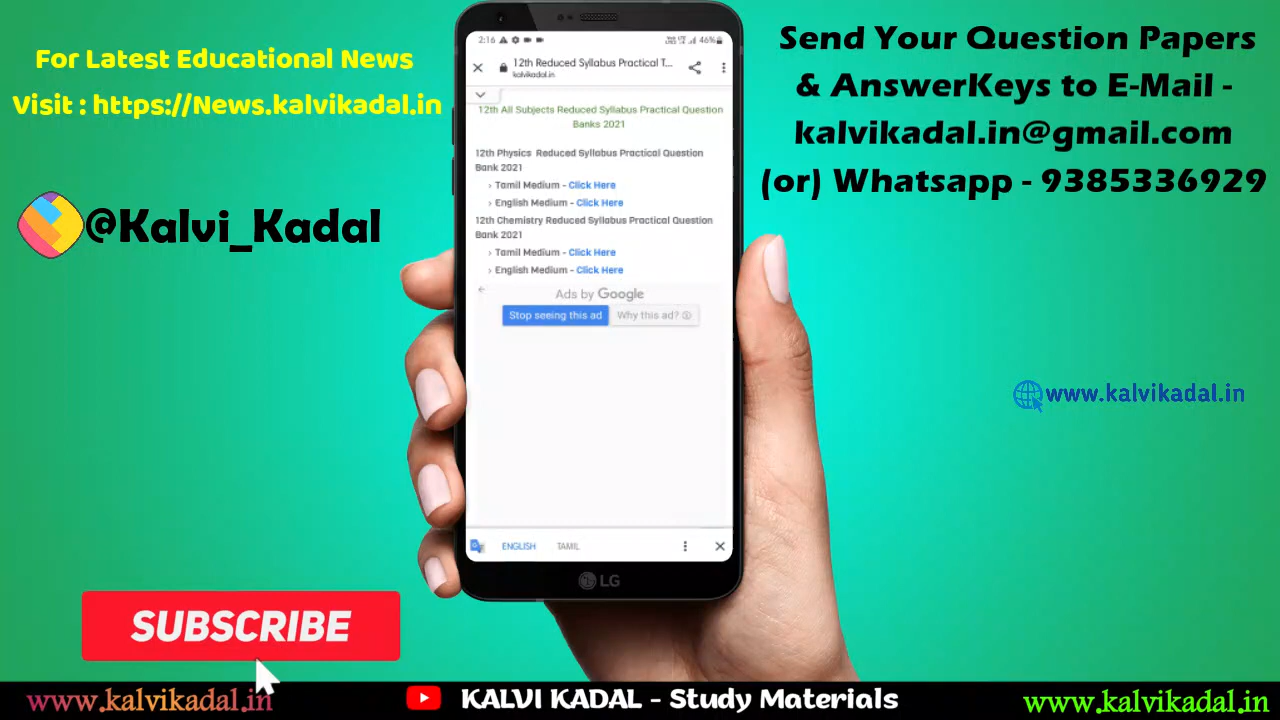 For Latest Educational News
Visit : https://News.kalvikadal.in
@Kalvi_Kadal
Send Your Question Papers
& AnswerKeys to E-Mail -
kalvikadal.in@gmail.com
(or) Whatsapp - 9385336929
2:16
46%
12th Reduced Syllabus Practical T...
kalvikadal.in
12th All Subjects Reduced Syllabus Practical Question
Banks 2021
12th Physics Reduced Syllabus Practical Question
Bank 2021
› Tamil Medium - Click Here
› English Medium - Click Here
12th Chemistry Reduced Syllabus Practical Question
Bank 2021
› Tamil Medium - Click Here
› English Medium - Click Here
Ads by Google
Stop seeing this ad
Why this ad?
ENGLISH TAMIL
LG
www.kalvikadal.in
SUBSCRIBE
www.kalvikadal.in
KALVI KADAL - Study Materials
www.kalvikadal.in